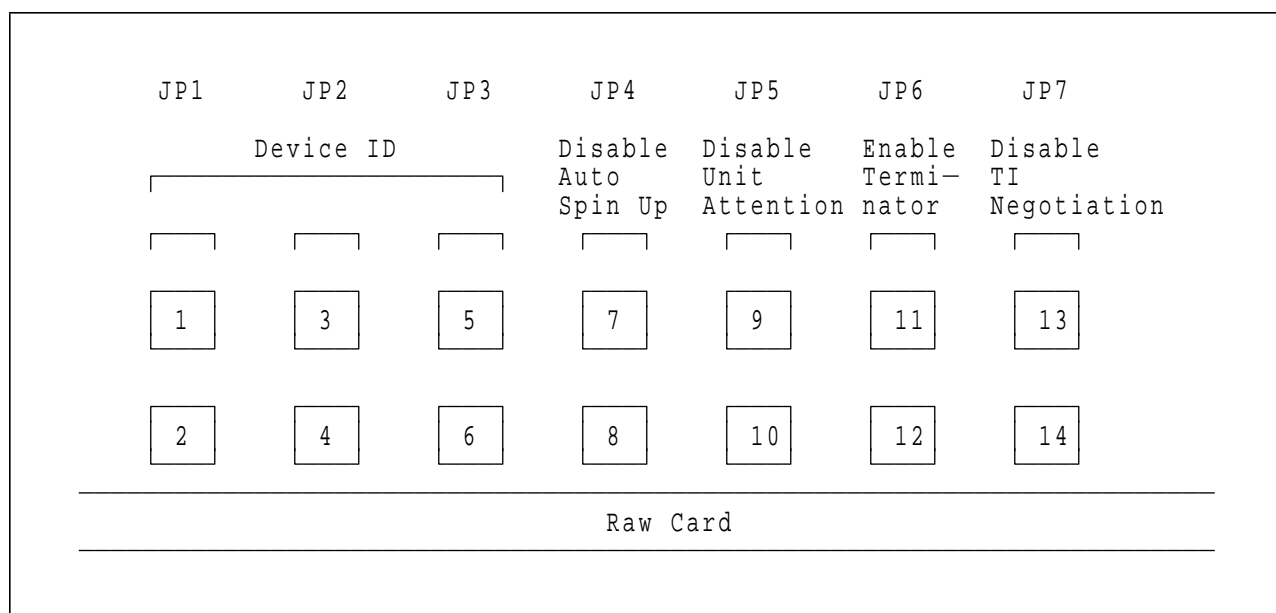 JP1 JP2 JP3 JP4 JP5 JP6 JP7
Device ID Disable Disable Enable Disable
Auto Unit Termi— TI
Spin Up Attention nator Negotiation
1 3 5 7 9 11 13
2 4 6 8 10 12 14
Raw Card